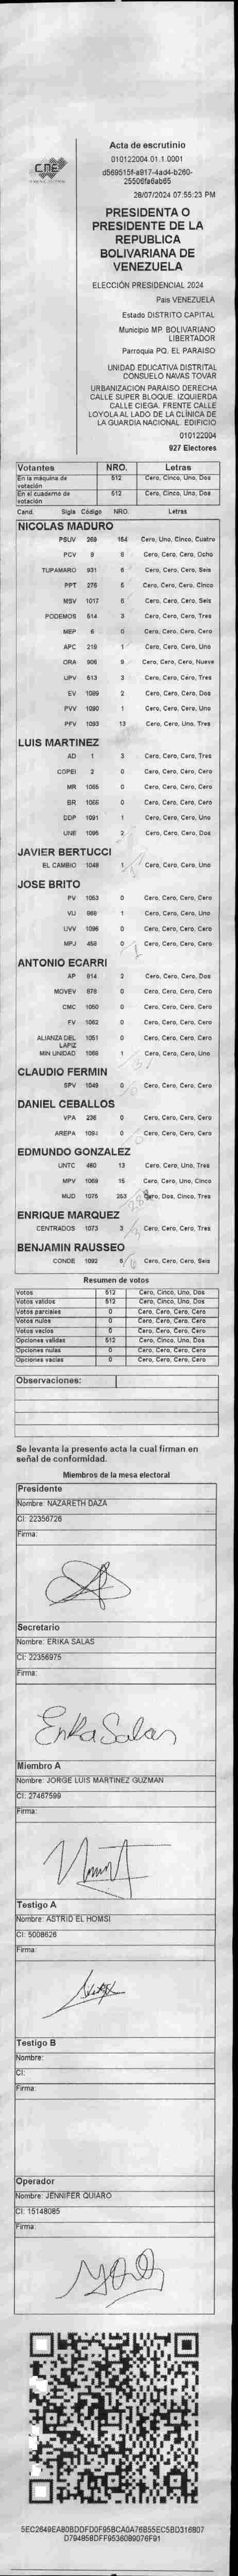 CNE
Acta de escrutinio
010122004.01.1.0001
d569515f-a917-4ad4-b260-
25506fa6ab65
28/07/2024 07:55:23 PM
PRESIDENTA O
PRESIDENTE DE LA
REPUBLICA
BOLIVARIANA DE
VENEZUELA
ELECCIÓN PRESIDENCIAL 2024
Pais VENEZUELA
Estado DISTRITO CAPITAL
Municipio MP. BOLIVARIANO
LIBERTADOR
Parroquia PQ. EL PARAISO
UNIDAD EDUCATIVA DISTRITAL
CONSUELO NAVAS TOVAR
URBANIZACION PARAISO DERECHA
CALLE SUPER BLOQUE. IZQUIERDA
CALLE CIEGA. FRENTE CALLE
LOYOLA AL LADO DE LA CLÍNICA DE
LA GUARDIA NACIONAL. EDIFICIO
010122004
927 Electores
Votantes NRO. Letras
En la máquina de votación 512 Cero, Cinco, Uno, Dos
En el cuaderno de votación 512 Cero, Cinco, Uno, Dos
Cand. Sigla Código NRO. Letras
NICOLAS MADURO
PSUV 269 154 Cero, Uno, Cinco, Cuatro
PCV 8 Cero, Cero, Cero, Ocho
TUPAMARO 931 6 Cero, Cero, Cero, Seis
PPT 276 5 Cero, Cero, Cero, Cinco
MSV 1017 6 Cero, Cero, Cero, Seis
PODEMOS 514 3 Cero, Cero, Cero, Tres
MEP 6 0 Cero, Cero, Cero, Cero
APC 219 1 Cero, Cero, Cero, Uno
ORA 906 9 Cero, Cero, Cero, Nueve
UPV 613 3 Cero, Cero, Cero, Tres
EV 1089 2 Cero, Cero, Cero, Dos
PVV 1090 1 Cero, Cero, Cero, Uno
PFV 1093 13 Cero, Cero, Uno, Tres
LUIS MARTINEZ
AD 1 3 Cero, Cero, Cero, Tres
COPEI 2 0 Cero, Cero, Cero, Cero
MR 1065 0 Cero, Cero, Cero, Cero
BR 1066 0 Cero, Cero, Cero, Cero
DDP 1091 1 Cero, Cero, Cero, Uno
UNE 1095 2 Cero, Cero, Cero, Dos
JAVIER BERTUCCI
EL CAMBIO 1048 1 Cero, Cero, Cero, Uno
JOSE BRITO
PV 1053 0 Cero, Cero, Cero, Cero
VU 968 1 Cero, Cero, Cero, Uno
UVV 1096 0 Cero, Cero, Cero, Cero
MPJ 458 0 Cero, Cero, Cero, Cero
ANTONIO ECARRI
AP 814 2 Cero, Cero, Cero, Dos
MOVEV 878 0 Cero, Cero, Cero, Cero
CMC 1050 0 Cero, Cero, Cero, Cero
FV 1062 0 Cero, Cero, Cero, Cero
ALIANZA DEL LAPIZ 1051 0 Cero, Cero, Cero, Cero
MIN UNIDAD 1068 1 Cero, Cero, Cero, Uno
CLAUDIO FERMIN
SPV 1049 0 Cero, Cero, Cero, Cero
DANIEL CEBALLOS
VPA 236 0 Cero, Cero, Cero, Cero
AREPA 1094 0 Cero, Cero, Cero, Cero
EDMUNDO GONZALEZ
UNTC 460 13 Cero, Cero, Uno, Tres
MPV 1069 15 Cero, Cero, Uno, Cinco
MUD 1075 253 Cero, Dos, Cinco, Tres
ENRIQUE MARQUEZ
CENTRADOS 1073 3 Cero, Cero, Cero, Tres
BENJAMIN RAUSSEO
CONDE 1092 6 Cero, Cero, Cero, Seis
Resumen de votos
Votos 512 Cero, Cinco, Uno, Dos
Votos validos 512 Cero, Cinco, Uno, Dos
Votos parciales 0 Cero, Cero, Cero, Cero
Votos nulos 0 Cero, Cero, Cero, Cero
Votos vacios 0 Cero, Cero, Cero, Cero
Opciones validas 512 Cero, Cinco, Uno, Dos
Opciones nulas 0 Cero, Cero, Cero, Cero
Opciones vacias 0 Cero, Cero, Cero, Cero
Observaciones:
Se levanta la presente acta la cual firman en
señal de conformidad.
Miembros de la mesa electoral
Presidente
Nombre: NAZARETH DAZA
CI: 22356726
Firma:
Secretario
Nombre: ERIKA SALAS
CI: 22356975
Firma:
Erika Salas
Miembro A
Nombre: JORGE LUIS MARTINEZ GUZMAN
CI: 27467599
Firma:
Testigo A
Nombre: ASTRID EL HOMSI
CI: 5008626
Firma:
Testigo B
Nombre:
CI:
Firma:
Operador
Nombre: JENNIFER QUIARO
CI: 15148085
Firma:
5EC2649EA80BDDFD0F95BCA0A76B55EC5BD316807
D794958DFF9536089076F91